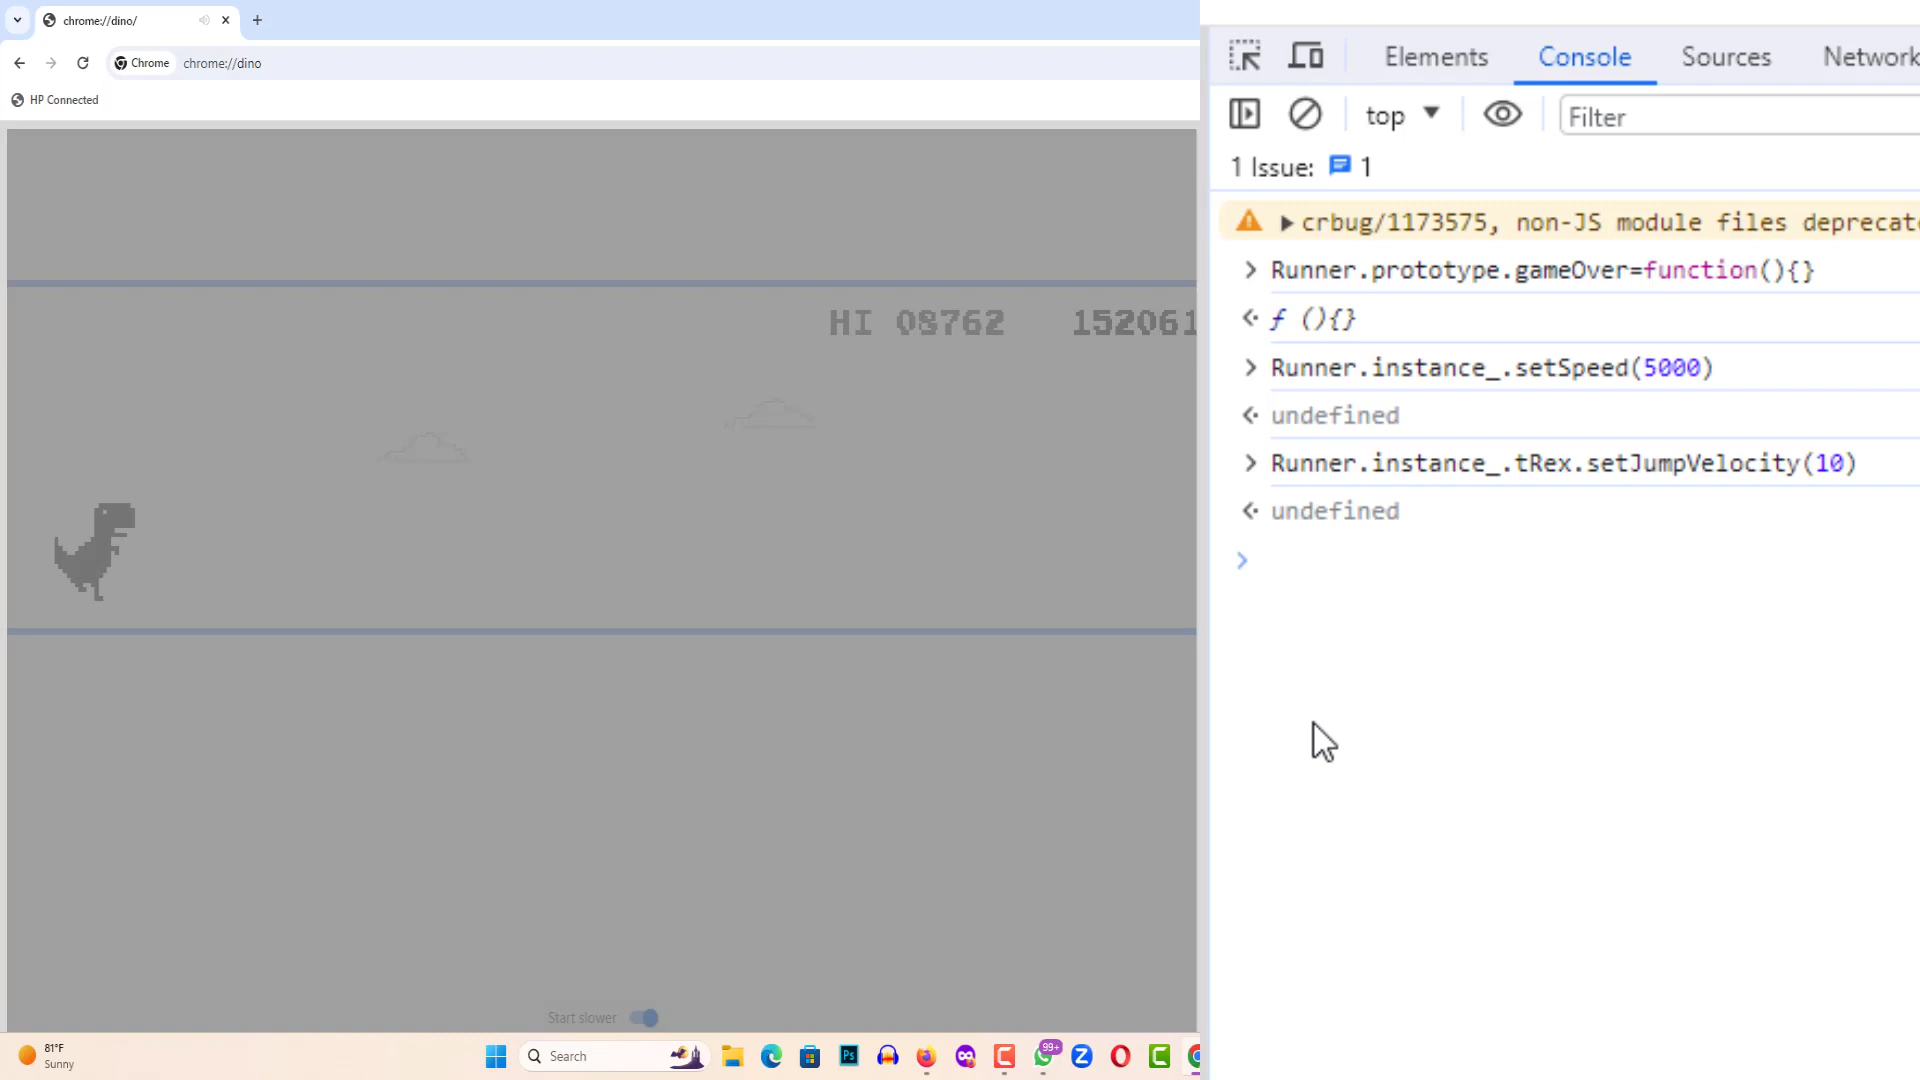 chrome://dino/
Chrome chrome://dino
HP Connected
HI 08762 152061
Start slower
81°F
Sunny
Search
Ps
99+
Elements Console Sources Network
top Filter
1 Issue: 1
crbug/1173575, non-JS module files deprecate
Runner.prototype.gameOver=function(){}
ƒ (){}
Runner.instance_.setSpeed(5000)
undefined
Runner.instance_.tRex.setJumpVelocity(10)
undefined